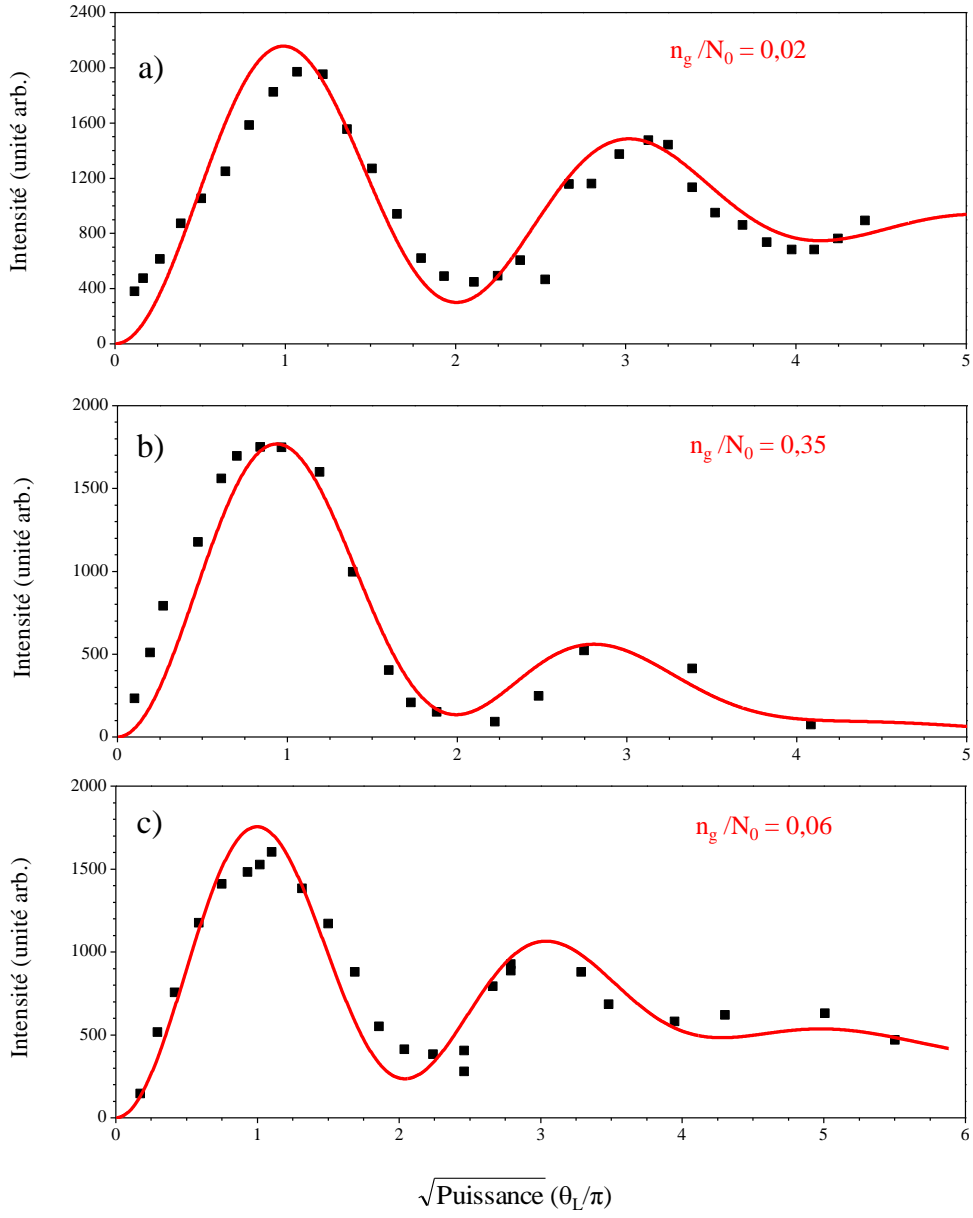 2400
2000
1600
1200
800
400
0
Intensité (unité arb.)
a)
n_g /N_0 = 0,02
0 1 2 3 4 5
2000
1500
1000
500
0
Intensité (unité arb.)
b)
n_g /N_0 = 0,35
0 1 2 3 4 5
2000
1500
1000
500
0
Intensité (unité arb.)
c)
n_g /N_0 = 0,06
0 1 2 3 4 5 6
√Puissance (θ_L/π)